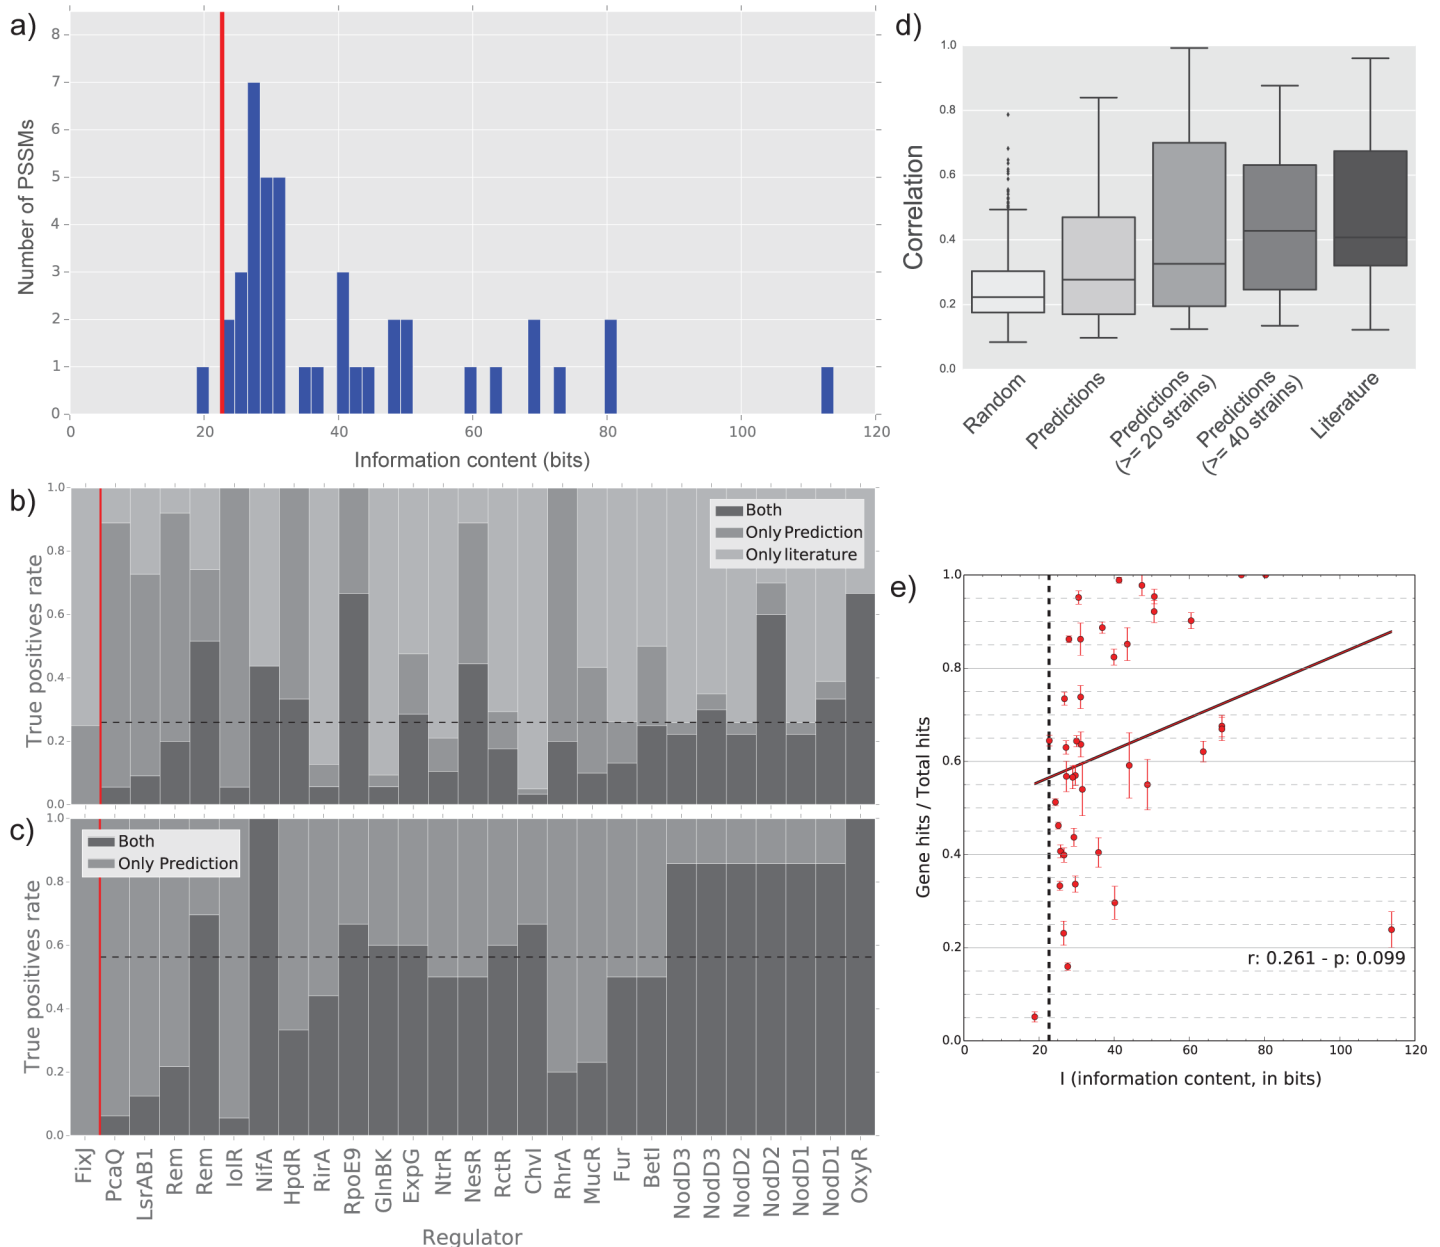 a)
8
7
6
5
4
3
2
1
0
Number of PSSMs
0 20 40 60 80 100 120
Information content (bits)
d)
1.0
0.8
0.6
0.4
0.2
0.0
Correlation
Random
Predictions
Predictions
(>= 20 strains)
Predictions
(>= 40 strains)
Literature
b)
1.0
0.8
0.6
0.4
0.2
0.0
True positives rate
Both
Only Prediction
Only literature
c)
1.0
0.8
0.6
0.4
0.2
0.0
True positives rate
Both
Only Prediction
FixJ
PcaQ
LsrAB1
Rem
Rem
IolR
NifA
HpdR
RirA
RpoE9
GlnBK
ExpG
NtrR
NesR
RctR
ChvI
RhrA
MucR
Fur
BetI
NodD3
NodD3
NodD2
NodD2
NodD1
NodD1
OxyR
Regulator
e)
1.0
0.8
0.6
0.4
0.2
0.0
Gene hits / Total hits
r: 0.261 - p: 0.099
0 20 40 60 80 100 120
I (information content, in bits)